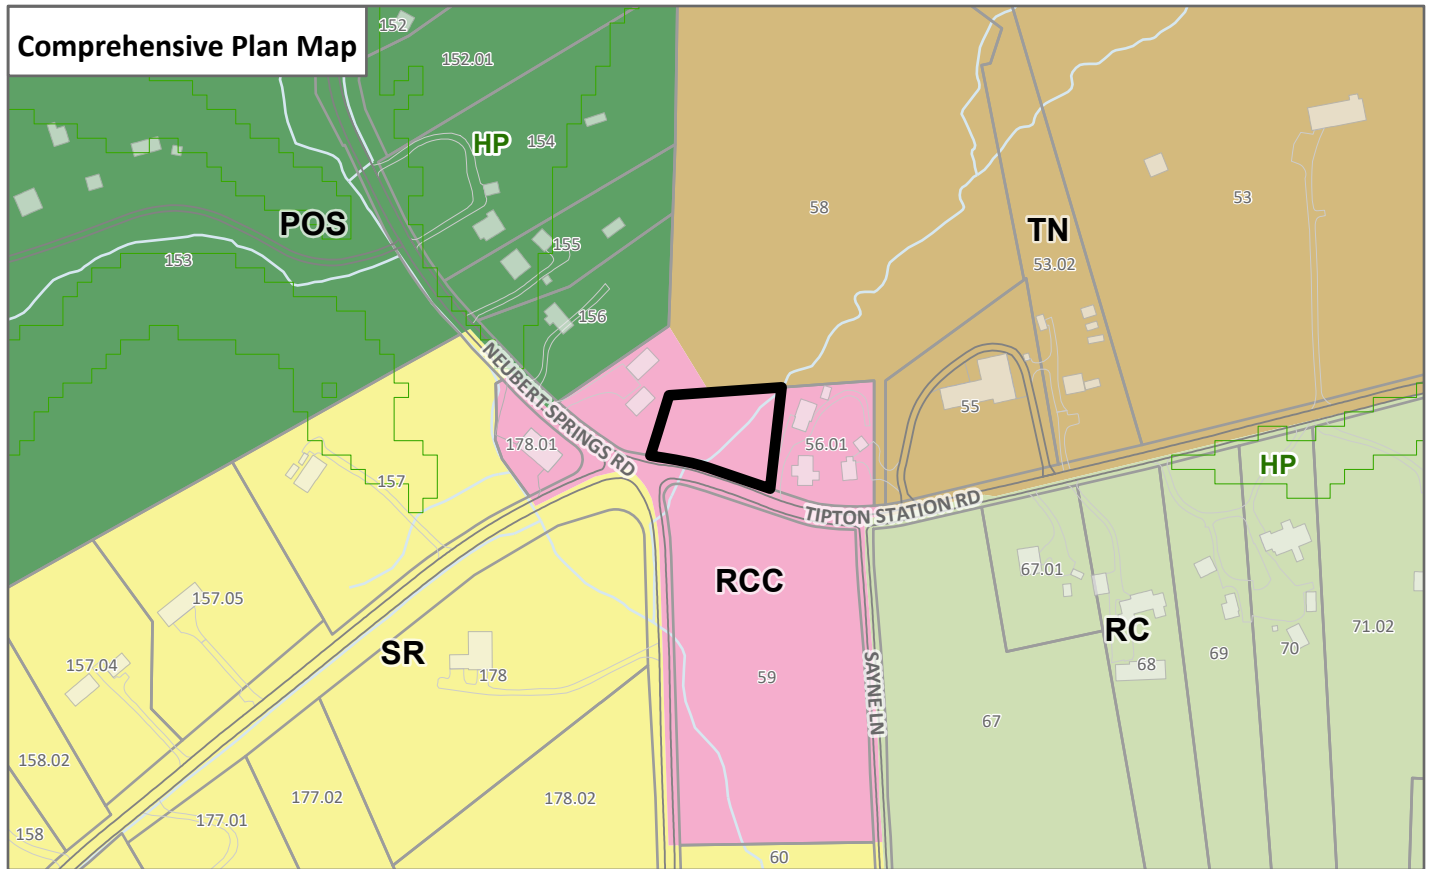 Comprehensive Plan Map
152
152.01
HP
154
POS
58
53
TN
155
153
53.02
156
NEUBERT SPRINGS RD
55
178.01
56.01
157
HP
TIPTON STATION RD
67.01
RCC
157.05
RC
SR
157.04
178
59
SAYNE LN
68
69
70
71.02
67
158.02
177.02
178.02
177.01
158
60